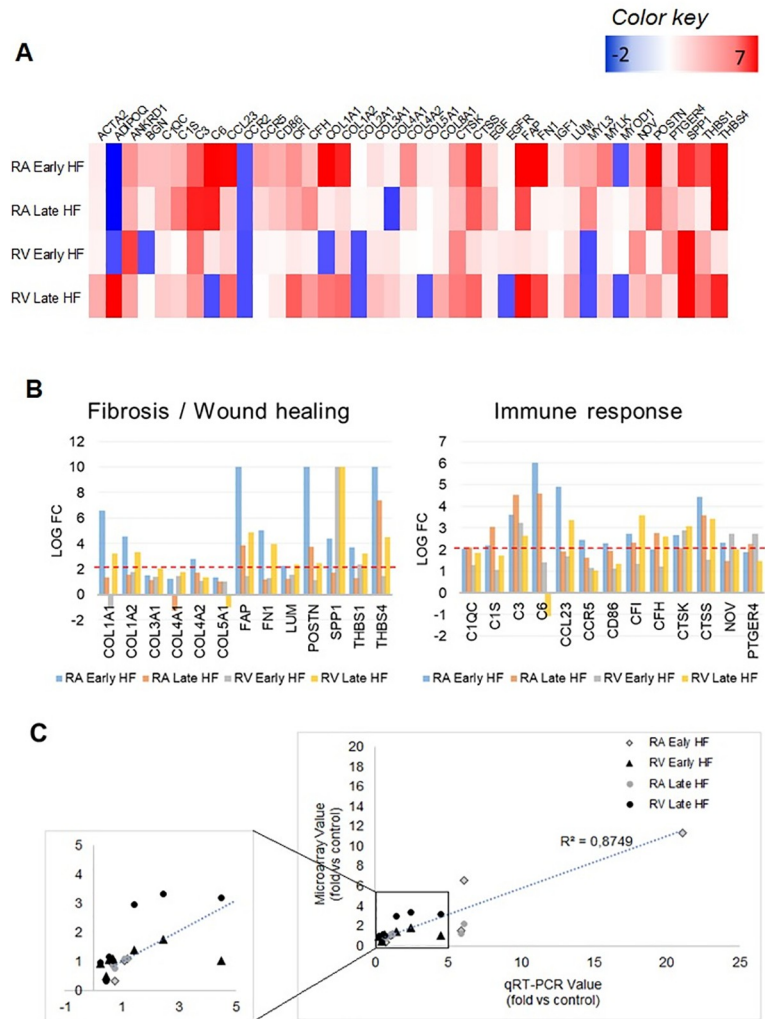 Color key
-2 7
A
ACTA2 ADIPOQ ANKRD1 BGN C1QC C1S C3 C6 CCL23 CCR2 CCR5 CD86 CFI CFH COL1A1 COL1A2 COL2A1 COL3A1 COL4A1 COL4A2 COL5A1 COL8A1 CTSK CTSS EGF EGFR FAP FN1 IGF1 LUM MYL3 MYLK MYOD1 NOV POSTN PTGER4 SPP1 THBS1 THBS4
RA Early HF
RA Late HF
RV Early HF
RV Late HF
B
Fibrosis / Wound healing
12
10
8
6
4
2
0
-2
LOG FC
COL1A1 COL1A2 COL3A1 COL4A1 COL4A2 COL5A1 FAP FN1 LUM POSTN SPP1 THBS1 THBS4
RA Early HF RA Late HF RV Early HF RV Late HF
Immune response
7
6
5
4
3
2
1
0
-1
-2
LOG FC
C1QC C1S C3 C6 CCL23 CCR5 CD86 CFI CFH CTSK CTSS NOV PTGER4
RA Early HF RA Late HF RV Early HF RV Late HF
C
5
4
3
2
1
0
-1 1 3 5
20
18
16
14
12
10
8
6
4
2
0
Microarray Value
(fold vs control)
RA Ealy HF
RV Early HF
RA Late HF
RV Late HF
R² = 0,8749
0 5 10 15 20 25
qRT-PCR Value
(fold vs control)